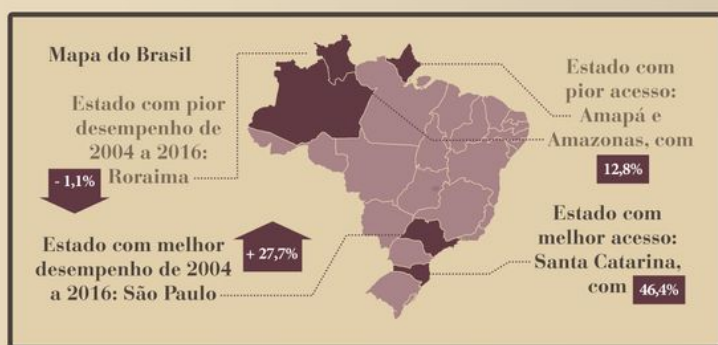 Mapa do Brasil
Estado com pior
desempenho de
2004 a 2016:
Roraima
- 1,1%
Estado com melhor
desempenho de 2004
a 2016: São Paulo
+ 27,7%
Estado com
pior acesso:
Amapá e
Amazonas, com
12,8%
Estado com
melhor acesso:
Santa Catarina,
com 46,4%